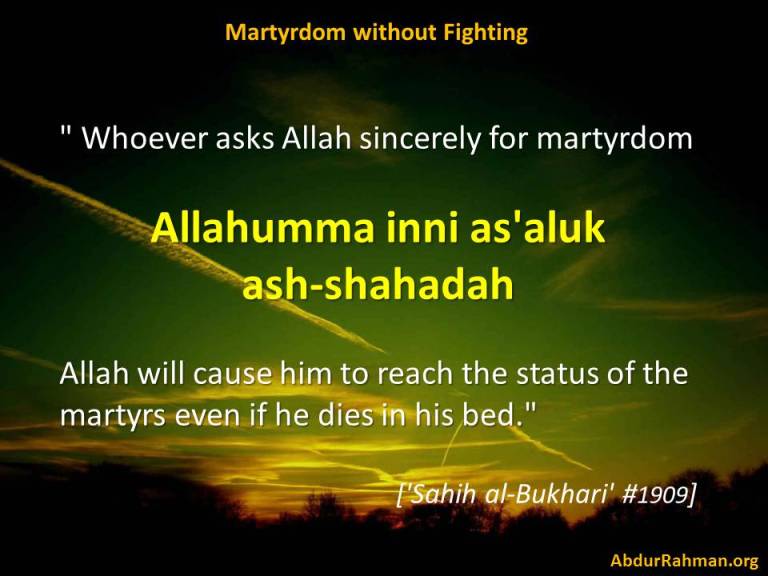 Martyrdom without Fighting
" Whoever asks Allah sincerely for martyrdom
Allahumma inni as'aluk
ash-shahadah
Allah will cause him to reach the status of the
martyrs even if he dies in his bed."
['Sahih al-Bukhari' #1909]
AbdurRahman.org